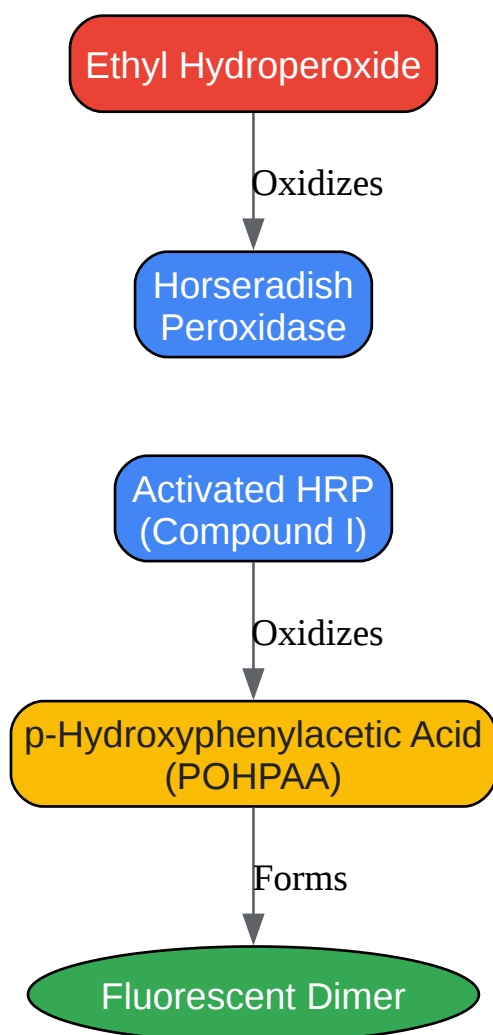 Ethyl Hydroperoxide
Oxidizes
Horseradish
Peroxidase
Activated HRP
(Compound I)
Oxidizes
p-Hydroxyphenylacetic Acid
(POHPAA)
Forms
Fluorescent Dimer